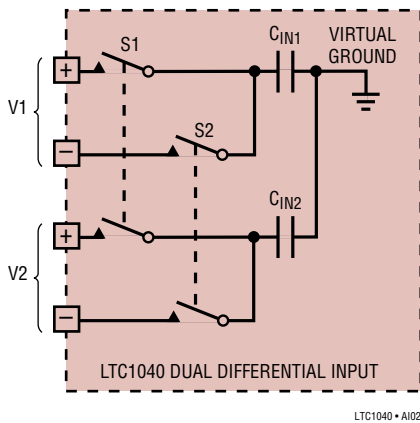 S1
C_IN1
VIRTUAL
GROUND
+
V1
S2
−
C_IN2
+
V2
−
LTC1040 DUAL DIFFERENTIAL INPUT
LTC1040 • AI02